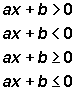 ax + b > 0
ax + b < 0
ax + b ≥ 0
ax + b ≤ 0